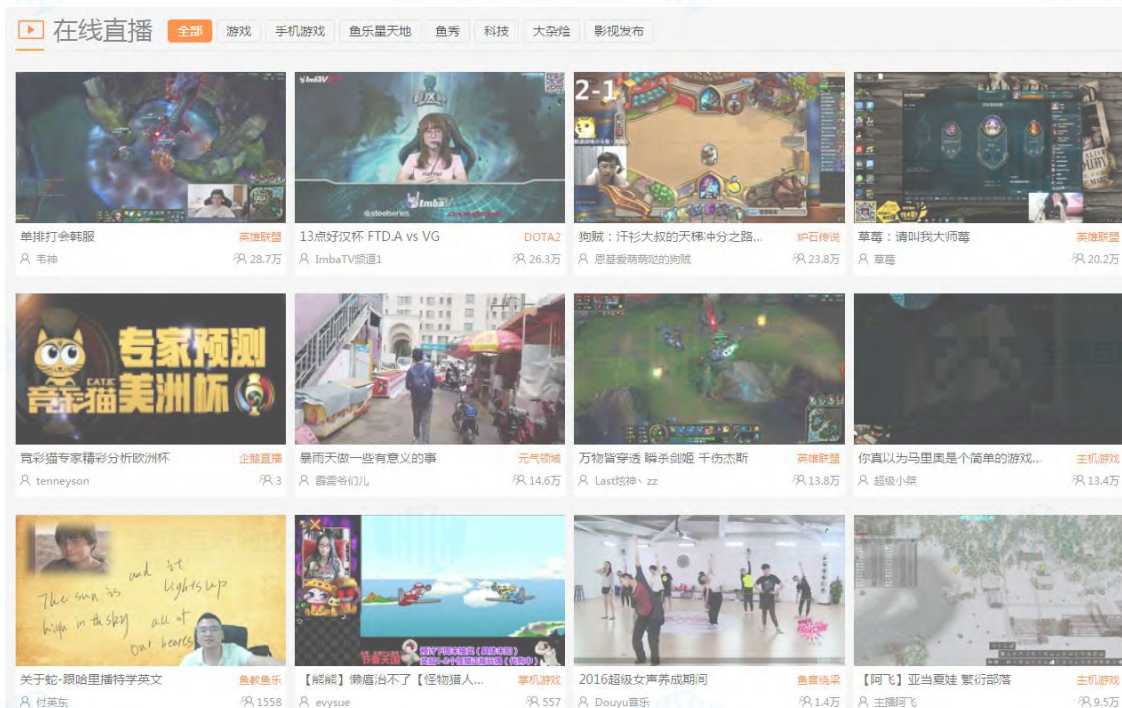 在线直播 全部 游戏 手机游戏 鱼乐星天地 鱼秀 科技 大杂烩 影视发布
ImbaTV
2-1
ImbaTV
steelseries
单排打会韩服 英雄联盟
韦神 28.7万
13点好汉杯 FTD.A vs VG DOTA2
ImbaTV频道1 26.3万
狗贼：汗衫大叔的天梯冲分之路... 炉石传说
恩基爱萌萌哒的狗贼 23.8万
草莓：请叫我大师莓 英雄联盟
草莓 20.2万
专家预测
竞彩猫美洲杯
CATJC
竞彩猫专家精彩分析欧洲杯 企鹅直播
tenneyson 3
暴雨天做一些有意义的事 元气领域
霹雳爷们儿 14.6万
万物皆穿透 瞬杀剑姬 千伤杰斯 英雄联盟
Last炫神丶zz 13.8万
你真以为马里奥是个简单的游戏... 主机游戏
超级小桀 13.4万
The sun is
high in the sky
and it
lights up
all of
our hearts
节奏天国
关于蛇-跟哈里播特学英文 鱼教鱼乐
付英东 1558
【熊熊】懒癌治不了【怪物猎人... 掌机游戏
evysue 557
2016超级女声养成期间 鱼音绕梁
Douyu音乐 1.4万
【阿飞】亚当夏娃 繁衍部落 主机游戏
主播阿飞 9.5万